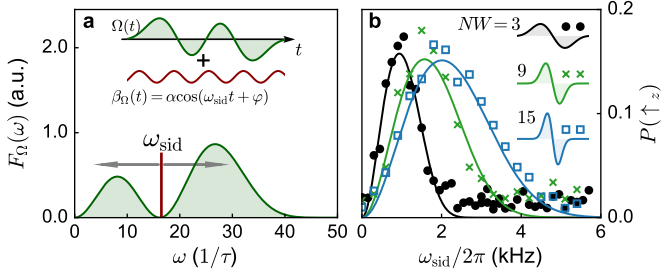 a
Ω(t)
t
+
β_Ω(t) = αcos(ω_sid t + φ)
ω_sid
F_Ω(ω) (a.u.)
2.0
1.0
0.0
0 10 20 30 40 50
ω (1/τ)
b
NW = 3
9
15
P(↑_z)
0.2
0.1
0.0
0 2 4 6
ω_sid/2π (kHz)